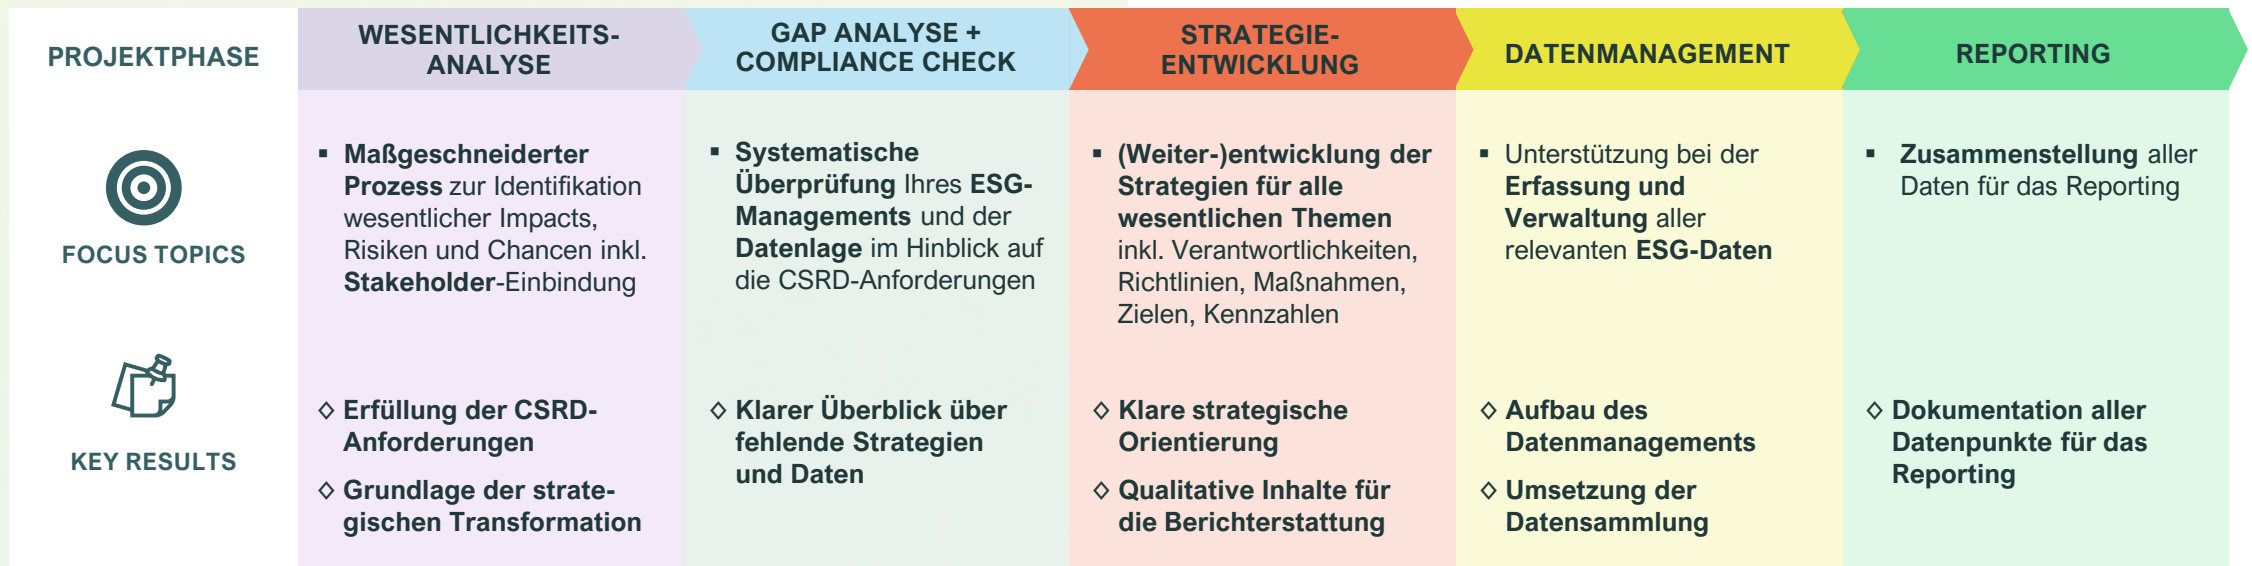 PROJEKTPHASE
WESENTLICHKEITS-
ANALYSE
GAP ANALYSE +
COMPLIANCE CHECK
STRATEGIE-
ENTWICKLUNG
DATENMANAGEMENT
REPORTING
FOCUS TOPICS
▪ Maßgeschneiderter
Prozess zur Identifikation
wesentlicher Impacts,
Risiken und Chancen inkl.
Stakeholder-Einbindung
▪ Systematische
Überprüfung Ihres ESG-
Managements und der
Datenlage im Hinblick auf
die CSRD-Anforderungen
▪ (Weiter-)entwicklung der
Strategien für alle
wesentlichen Themen
inkl. Verantwortlichkeiten,
Richtlinien, Maßnahmen,
Zielen, Kennzahlen
▪ Unterstützung bei der
Erfassung und
Verwaltung aller
relevanten ESG-Daten
▪ Zusammenstellung aller
Daten für das Reporting
KEY RESULTS
◇ Erfüllung der CSRD-
Anforderungen
◇ Grundlage der strate-
gischen Transformation
◇ Klarer Überblick über
fehlende Strategien
und Daten
◇ Klare strategische
Orientierung
◇ Qualitative Inhalte für
die Berichterstattung
◇ Aufbau des
Datenmanagements
◇ Umsetzung der
Datensammlung
◇ Dokumentation aller
Datenpunkte für das
Reporting